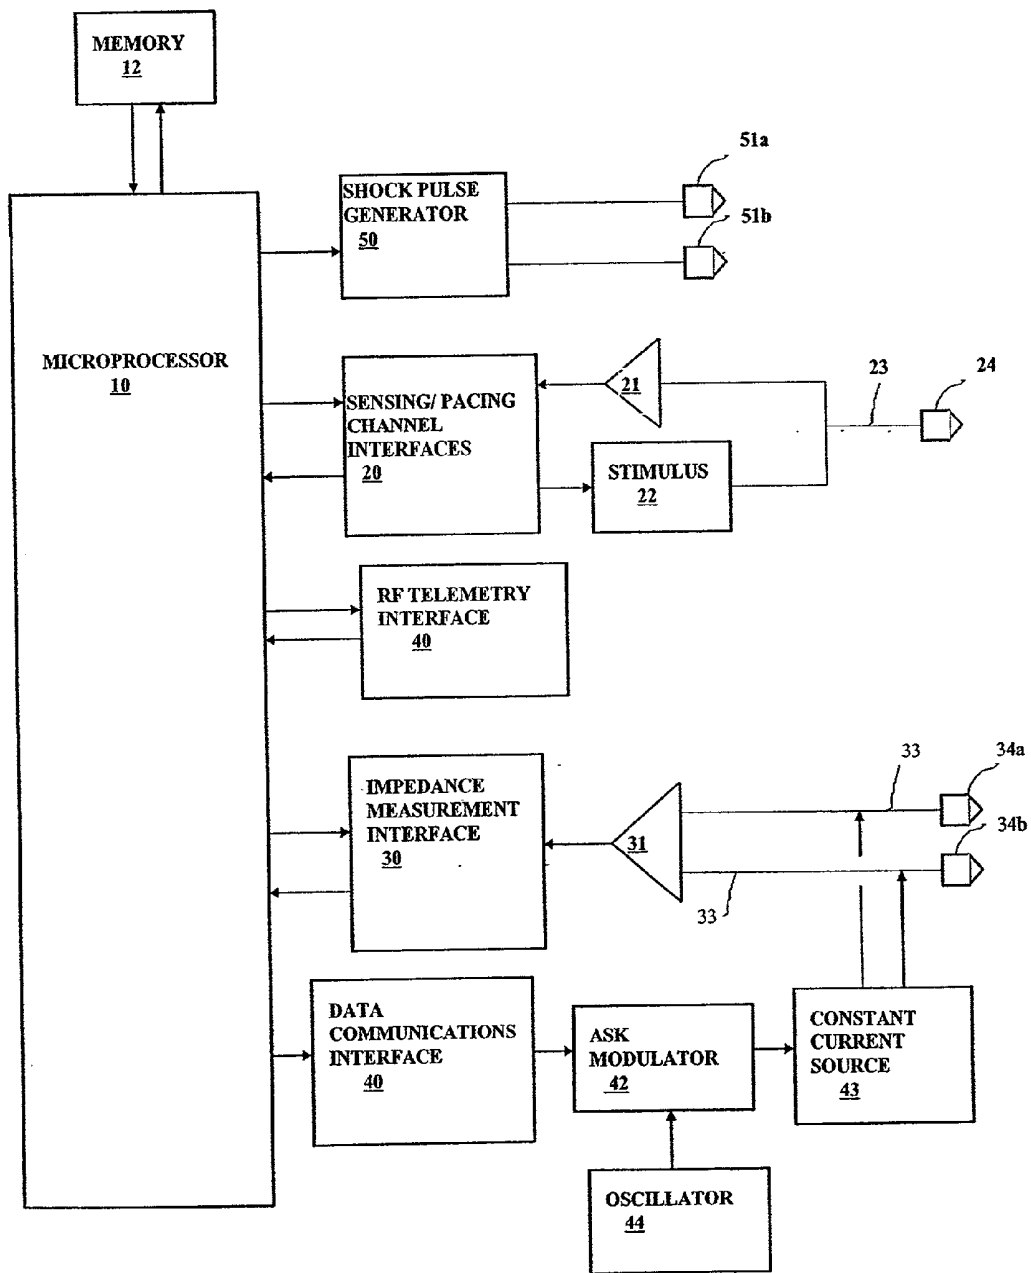 MEMORY
12
51a
SHOCK PULSE
GENERATOR
50
51b
MICROPROCESSOR
10
SENSING/ PACING
CHANNEL
INTERFACES
20
21
23
24
STIMULUS
22
RF TELEMETRY
INTERFACE
40
IMPEDANCE
MEASUREMENT
INTERFACE
30
31
33
34a
34b
33
DATA
COMMUNICATIONS
INTERFACE
40
ASK
MODULATOR
42
CONSTANT
CURRENT
SOURCE
43
OSCILLATOR
44